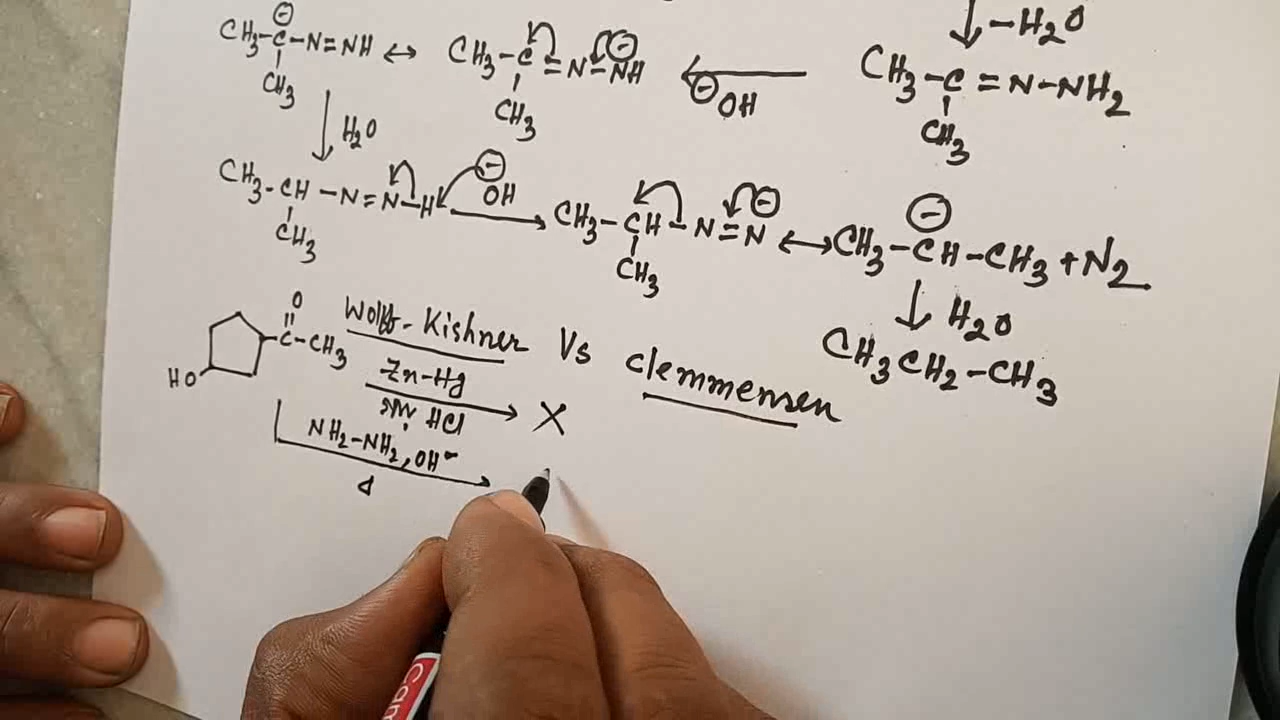 CH3-C⊖-N=NH ↔ CH3-C=N-NH⊖ ← ⊖OH CH3-C=N-NH2
↓ -H2O
CH3
CH3
CH3
↓ H2O
CH3-CH-N=N-H ⊖OH → CH3-CH-N=N⊖ ↔ CH3-CH⊖-CH3+N2
CH3
CH3
↓ H2O
CH3CH2-CH3
Wolff-Kishner Vs Clemmensen
O
HO C-CH3
Zn-Hg
HCl
X
NH2-NH2, OH-
Δ
Cam